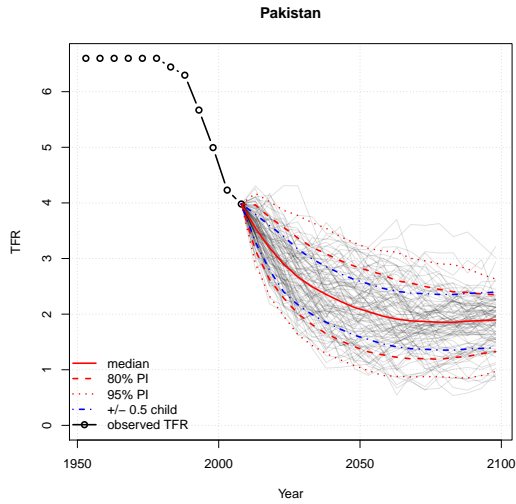 Pakistan
TFR
6
5
4
3
2
1
0
median
80% PI
95% PI
+/− 0.5 child
observed TFR
1950
2000
2050
2100
Year